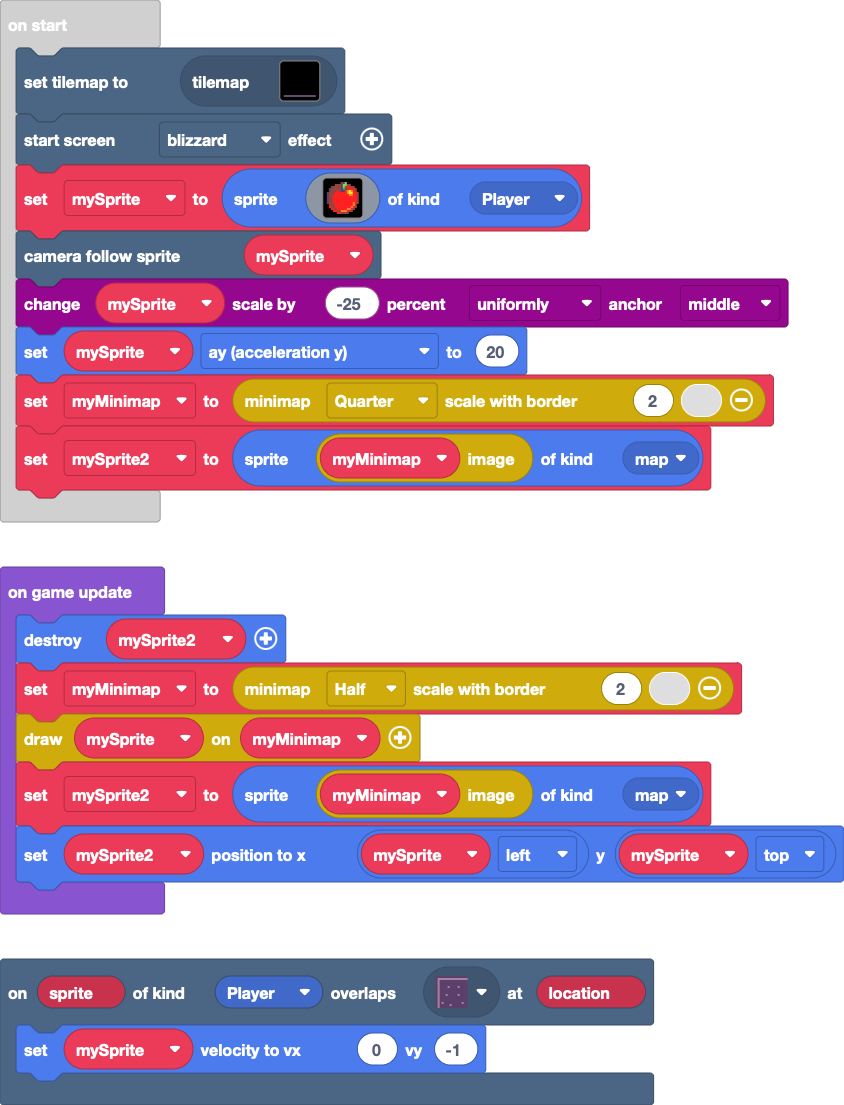 on start
set tilemap to tilemap
start screen blizzard effect
set mySprite to sprite of kind Player
camera follow sprite mySprite
change mySprite scale by -25 percent uniformly anchor middle
set mySprite ay (acceleration y) to 20
set myMinimap to minimap Quarter scale with border 2
set mySprite2 to sprite myMinimap image of kind map
on game update
destroy mySprite2
set myMinimap to minimap Half scale with border 2
draw mySprite on myMinimap
set mySprite2 to sprite myMinimap image of kind map
set mySprite2 position to x mySprite left y mySprite top
on sprite of kind Player overlaps at location
set mySprite velocity to vx 0 vy -1